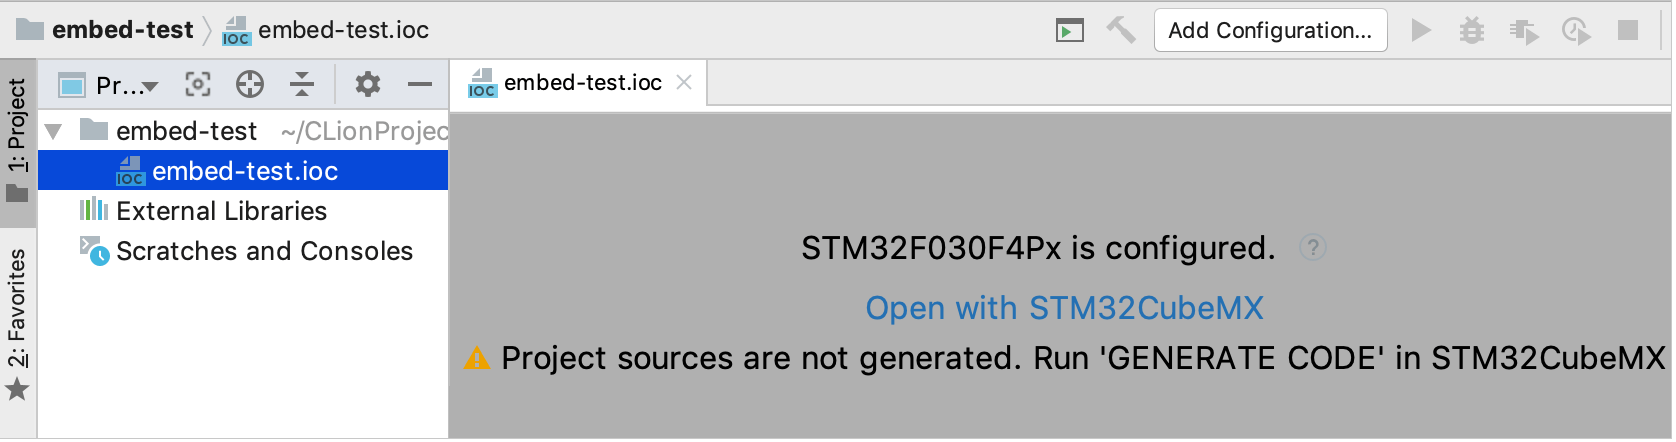 embed-test IOC embed-test.ioc Add Configuration...
1: Project
2: Favorites
Pr...
IOC embed-test.ioc
embed-test ~/CLionProjec
IOC embed-test.ioc
External Libraries
Scratches and Consoles
STM32F030F4Px is configured. ?
Open with STM32CubeMX
Project sources are not generated. Run 'GENERATE CODE' in STM32CubeMX